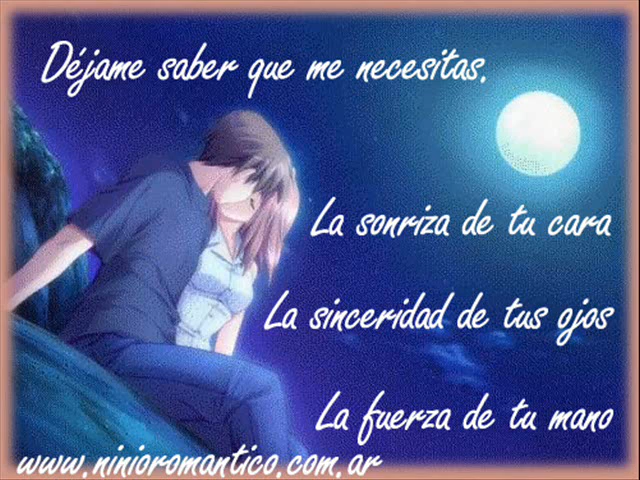 Déjame saber que me necesitas.
La sonriza de tu cara
La sinceridad de tus ojos
La fuerza de tu mano
www.ninioromantico.com.ar